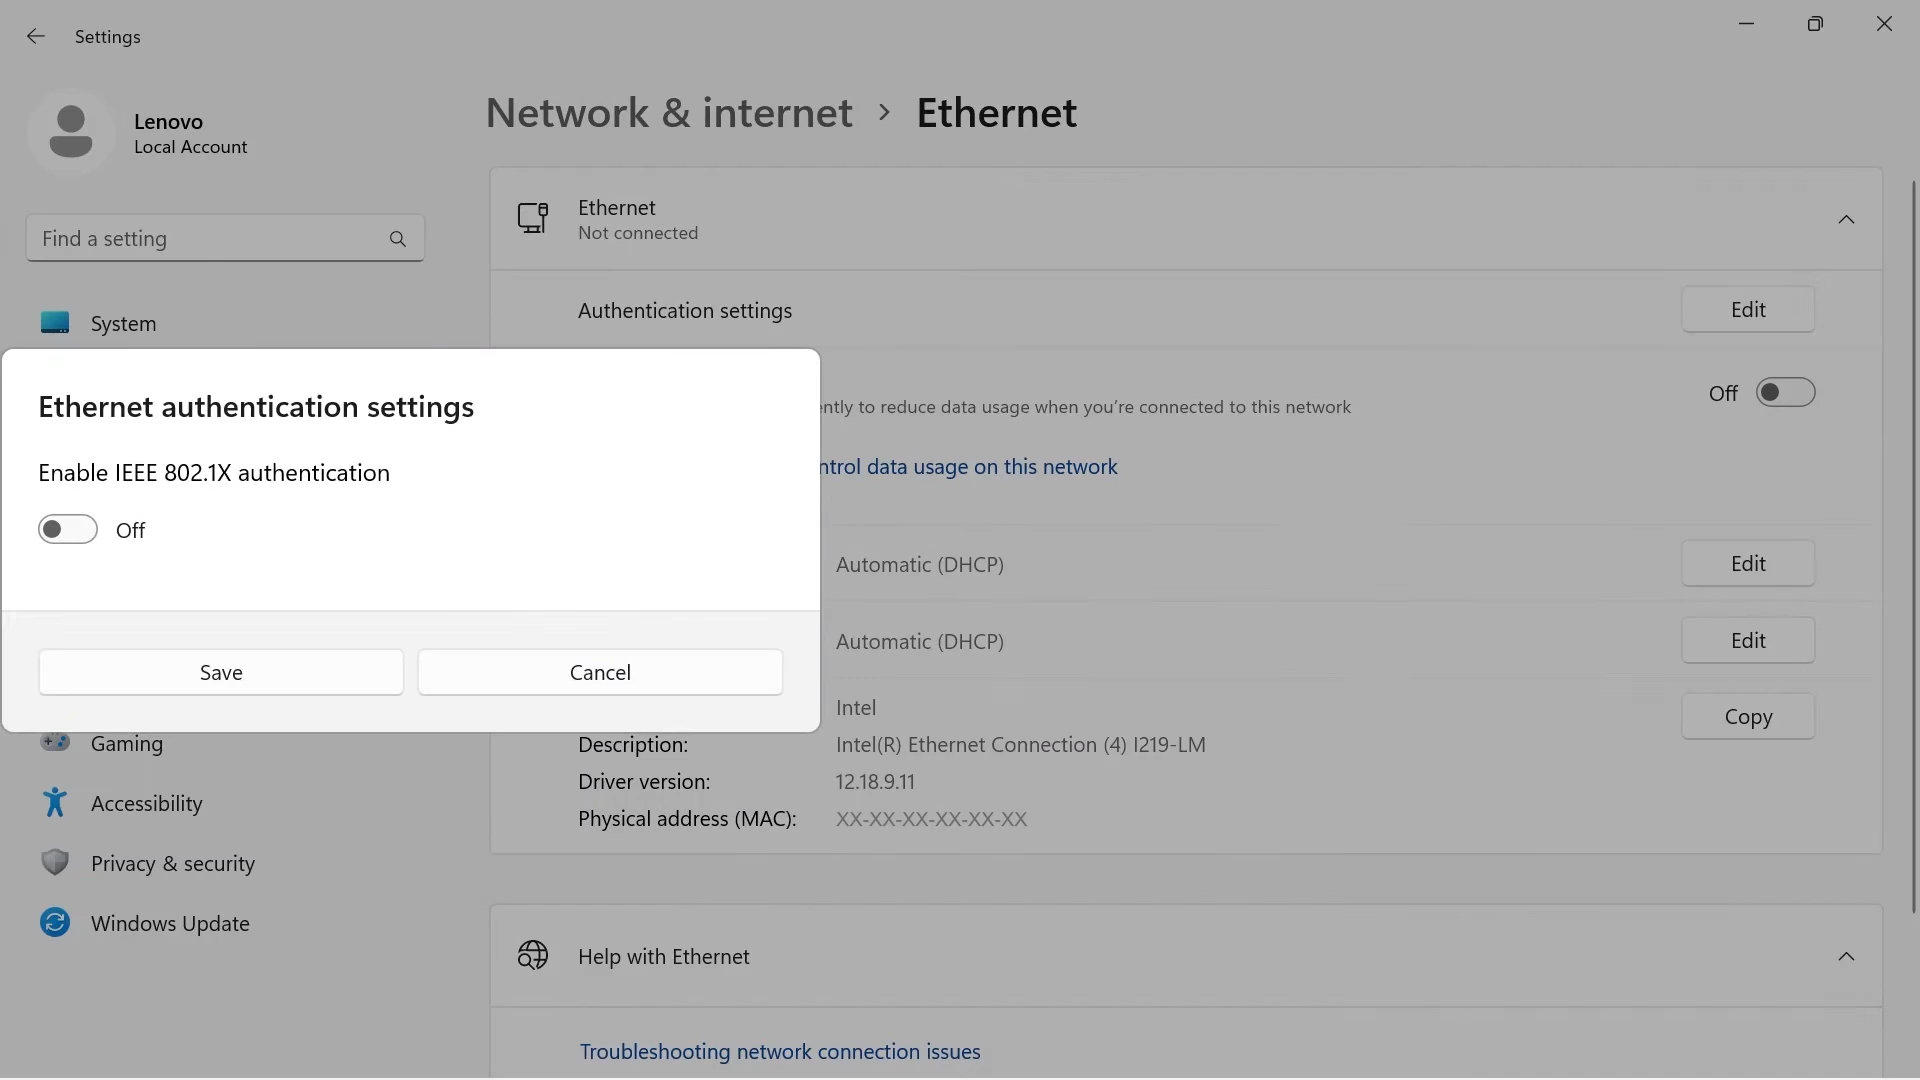 Settings
Lenovo
Local Account
Find a setting
System
Gaming
Accessibility
Privacy & security
Windows Update
Network & internet > Ethernet
Ethernet
Not connected
Authentication settings
Edit
Off
ently to reduce data usage when you're connected to this network
ntrol data usage on this network
Automatic (DHCP)
Edit
Automatic (DHCP)
Edit
Intel
Copy
Description: Intel(R) Ethernet Connection (4) I219-LM
Driver version: 12.18.9.11
Physical address (MAC): XX-XX-XX-XX-XX-XX
Help with Ethernet
Troubleshooting network connection issues
Ethernet authentication settings
Enable IEEE 802.1X authentication
Off
Save
Cancel